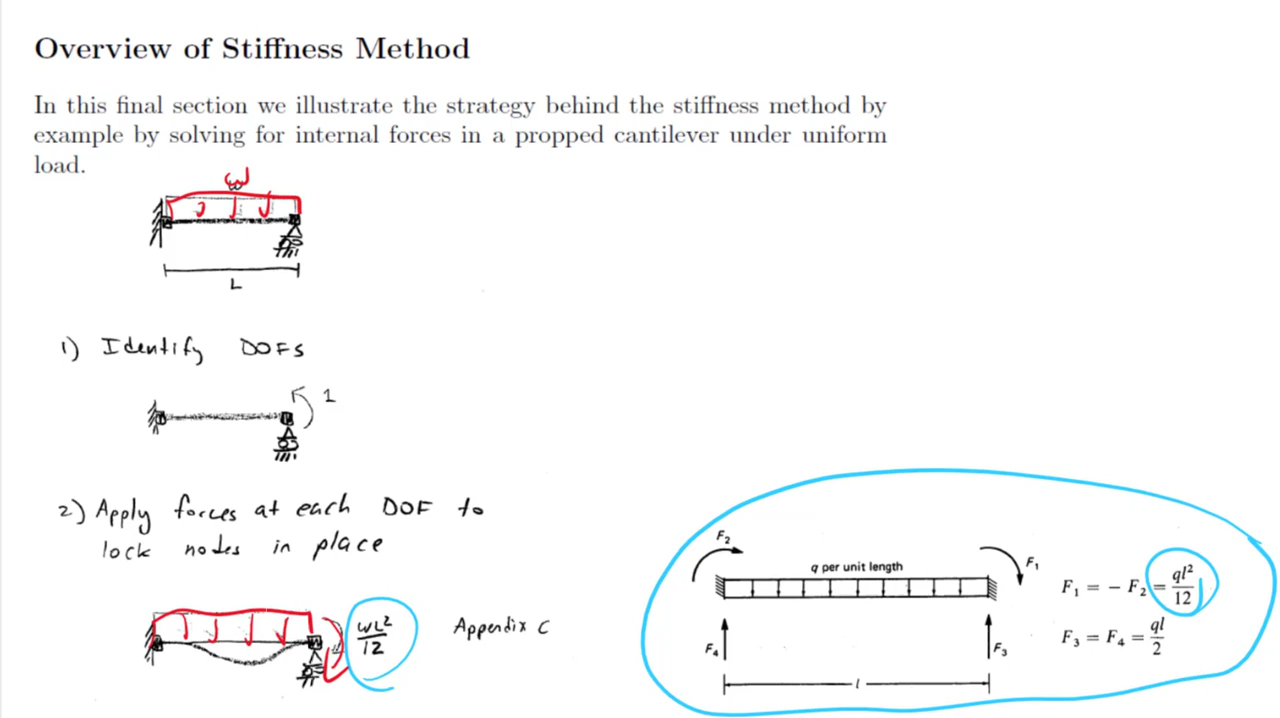 Overview of Stiffness Method
In this final section we illustrate the strategy behind the stiffness method by
example by solving for internal forces in a propped cantilever under uniform
load.
ω
L
1) Identify DOFs
1
2) Apply forces at each DOF to
lock nodes in place
wL²/12
Appendix C
F₂
q per unit length
F₁
F₁ = − F₂ = ql²/12
F₄
F₃
F₃ = F₄ = ql/2
l